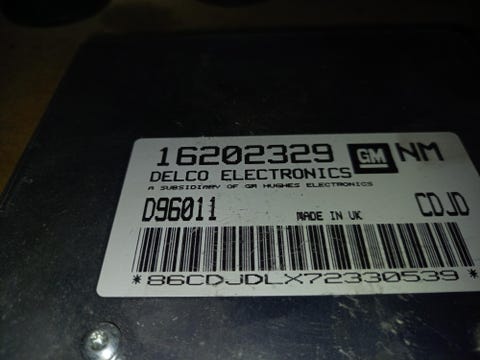 16202329 GM NM
DELCO ELECTRONICS
A SUBSIDIARY OF GM HUGHES ELECTRONICS
D96011 MADE IN UK CDJD
*86CDJDLX72330539*